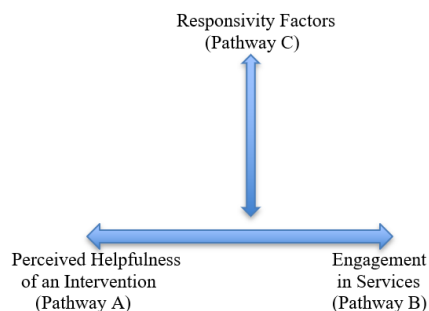 Responsivity Factors
(Pathway C)
Perceived Helpfulness
of an Intervention
(Pathway A)
Engagement
in Services
(Pathway B)